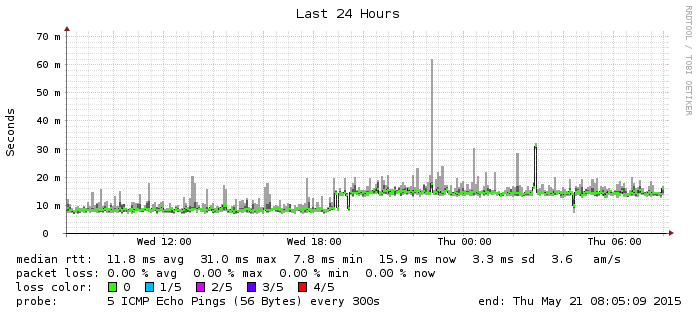 Last 24 Hours
RRDTOOL / TOBI OETIKER
Seconds
70 m
60 m
50 m
40 m
30 m
20 m
10 m
0
Wed 12:00 Wed 18:00 Thu 00:00 Thu 06:00
median rtt: 11.8 ms avg 31.0 ms max 7.8 ms min 15.9 ms now 3.3 ms sd 3.6 am/s
packet loss: 0.00 % avg 0.00 % max 0.00 % min 0.00 % now
loss color: 0 1/5 2/5 3/5 4/5
probe: 5 ICMP Echo Pings (56 Bytes) every 300s end: Thu May 21 08:05:09 2015